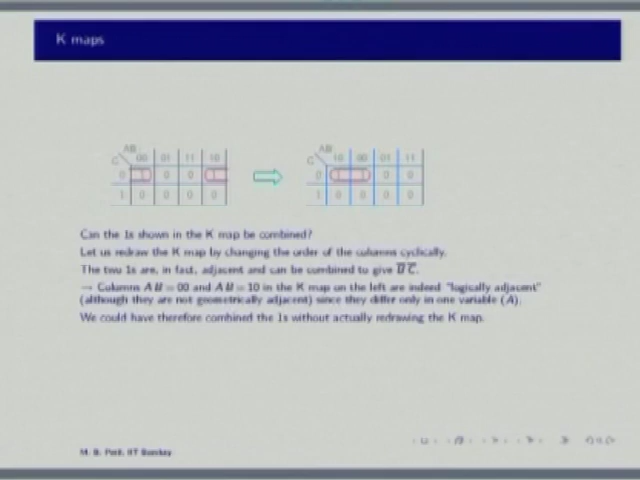 K maps
AB AB
C 00 01 11 10 C 10 00 01 11
0 0 0 0 0 0
1 0 0 0 0 1 0 0 0 0
Can the 1s shown in the K map be combined?
Let us redraw the K map by changing the order of the columns cyclically.
The two 1s are, in fact, adjacent and can be combined to give B̅ C̅.
→ Columns A B = 00 and A B = 10 in the K map on the left are indeed "logically adjacent"
(although they are not geometrically adjacent) since they differ only in one variable (A).
We could have therefore combined the 1s without actually redrawing the K map.
M. B. Patil, IIT Bombay